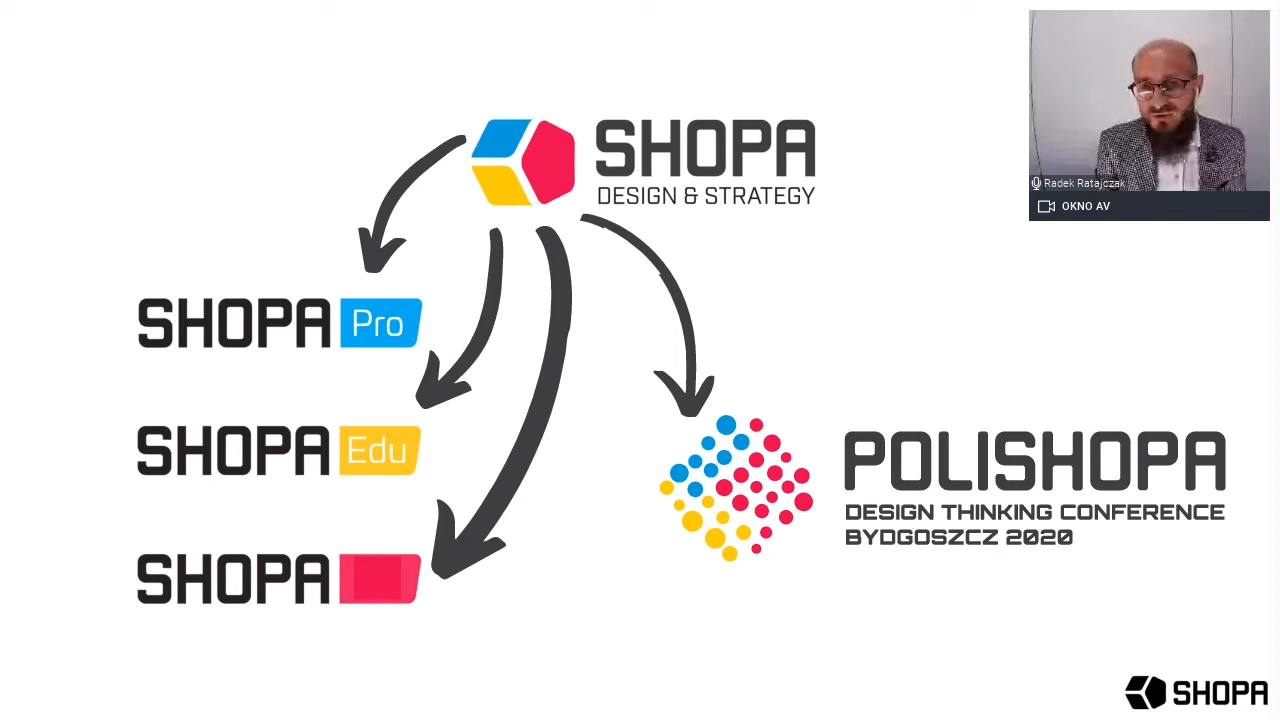 SHOPA
DESIGN & STRATEGY
Radek Ratajczak
OKNO AV
SHOPA Pro
SHOPA Edu
SHOPA
POLISHOPA
DESIGN THINKING CONFERENCE
BYDGOSZCZ 2020
SHOPA